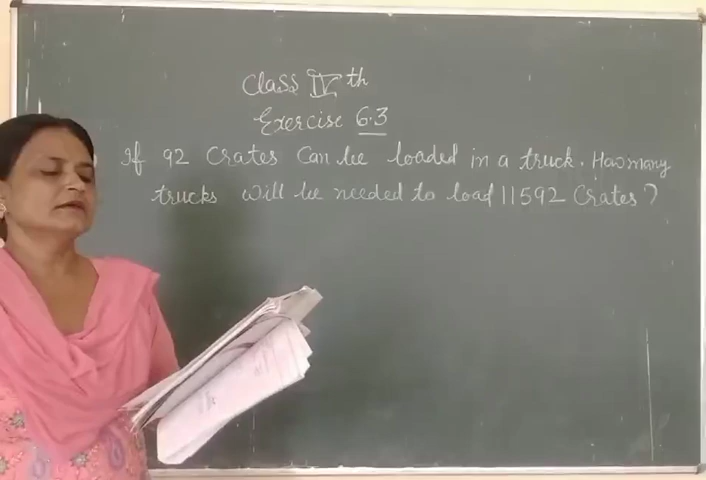 Class IV th
Exercise 6.3
If 92 Crates Can be loaded in a truck. How many
trucks will be needed to load 11592 Crates?